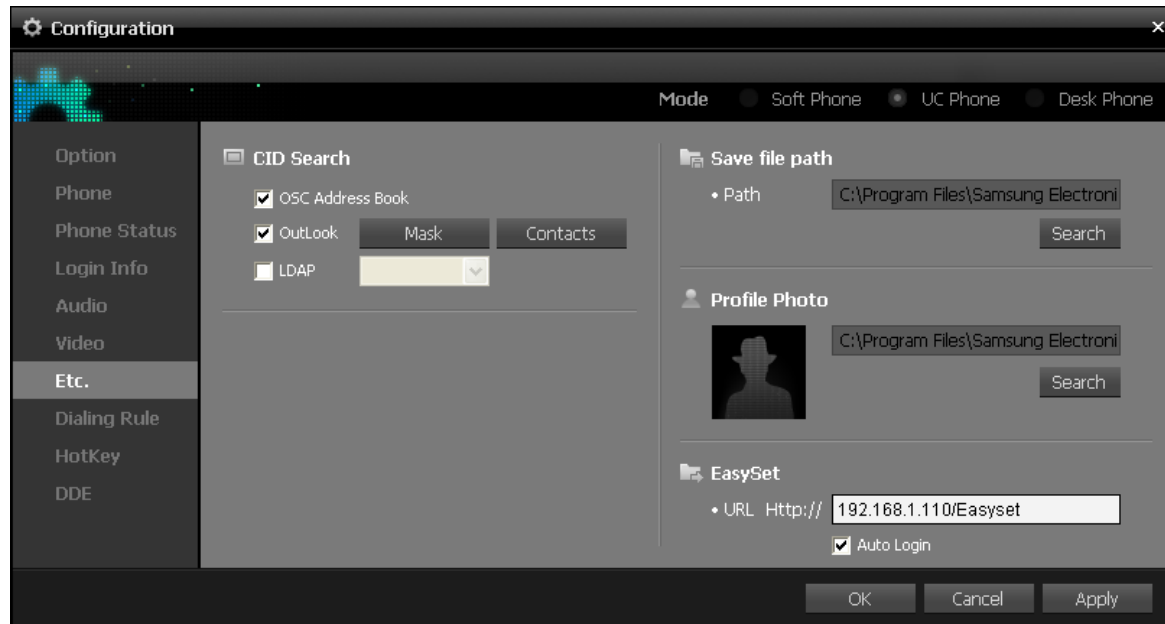 Configuration
Mode Soft Phone UC Phone Desk Phone
Option
Phone
Phone Status
Login Info
Audio
Video
Etc.
Dialing Rule
HotKey
DDE
CID Search
OSC Address Book
OutLook Mask Contacts
LDAP
Save file path
• Path C:\Program Files\Samsung Electroni
Search
Profile Photo
C:\Program Files\Samsung Electroni
Search
EasySet
• URL Http:// 192.168.1.110/Easyset
Auto Login
OK Cancel Apply